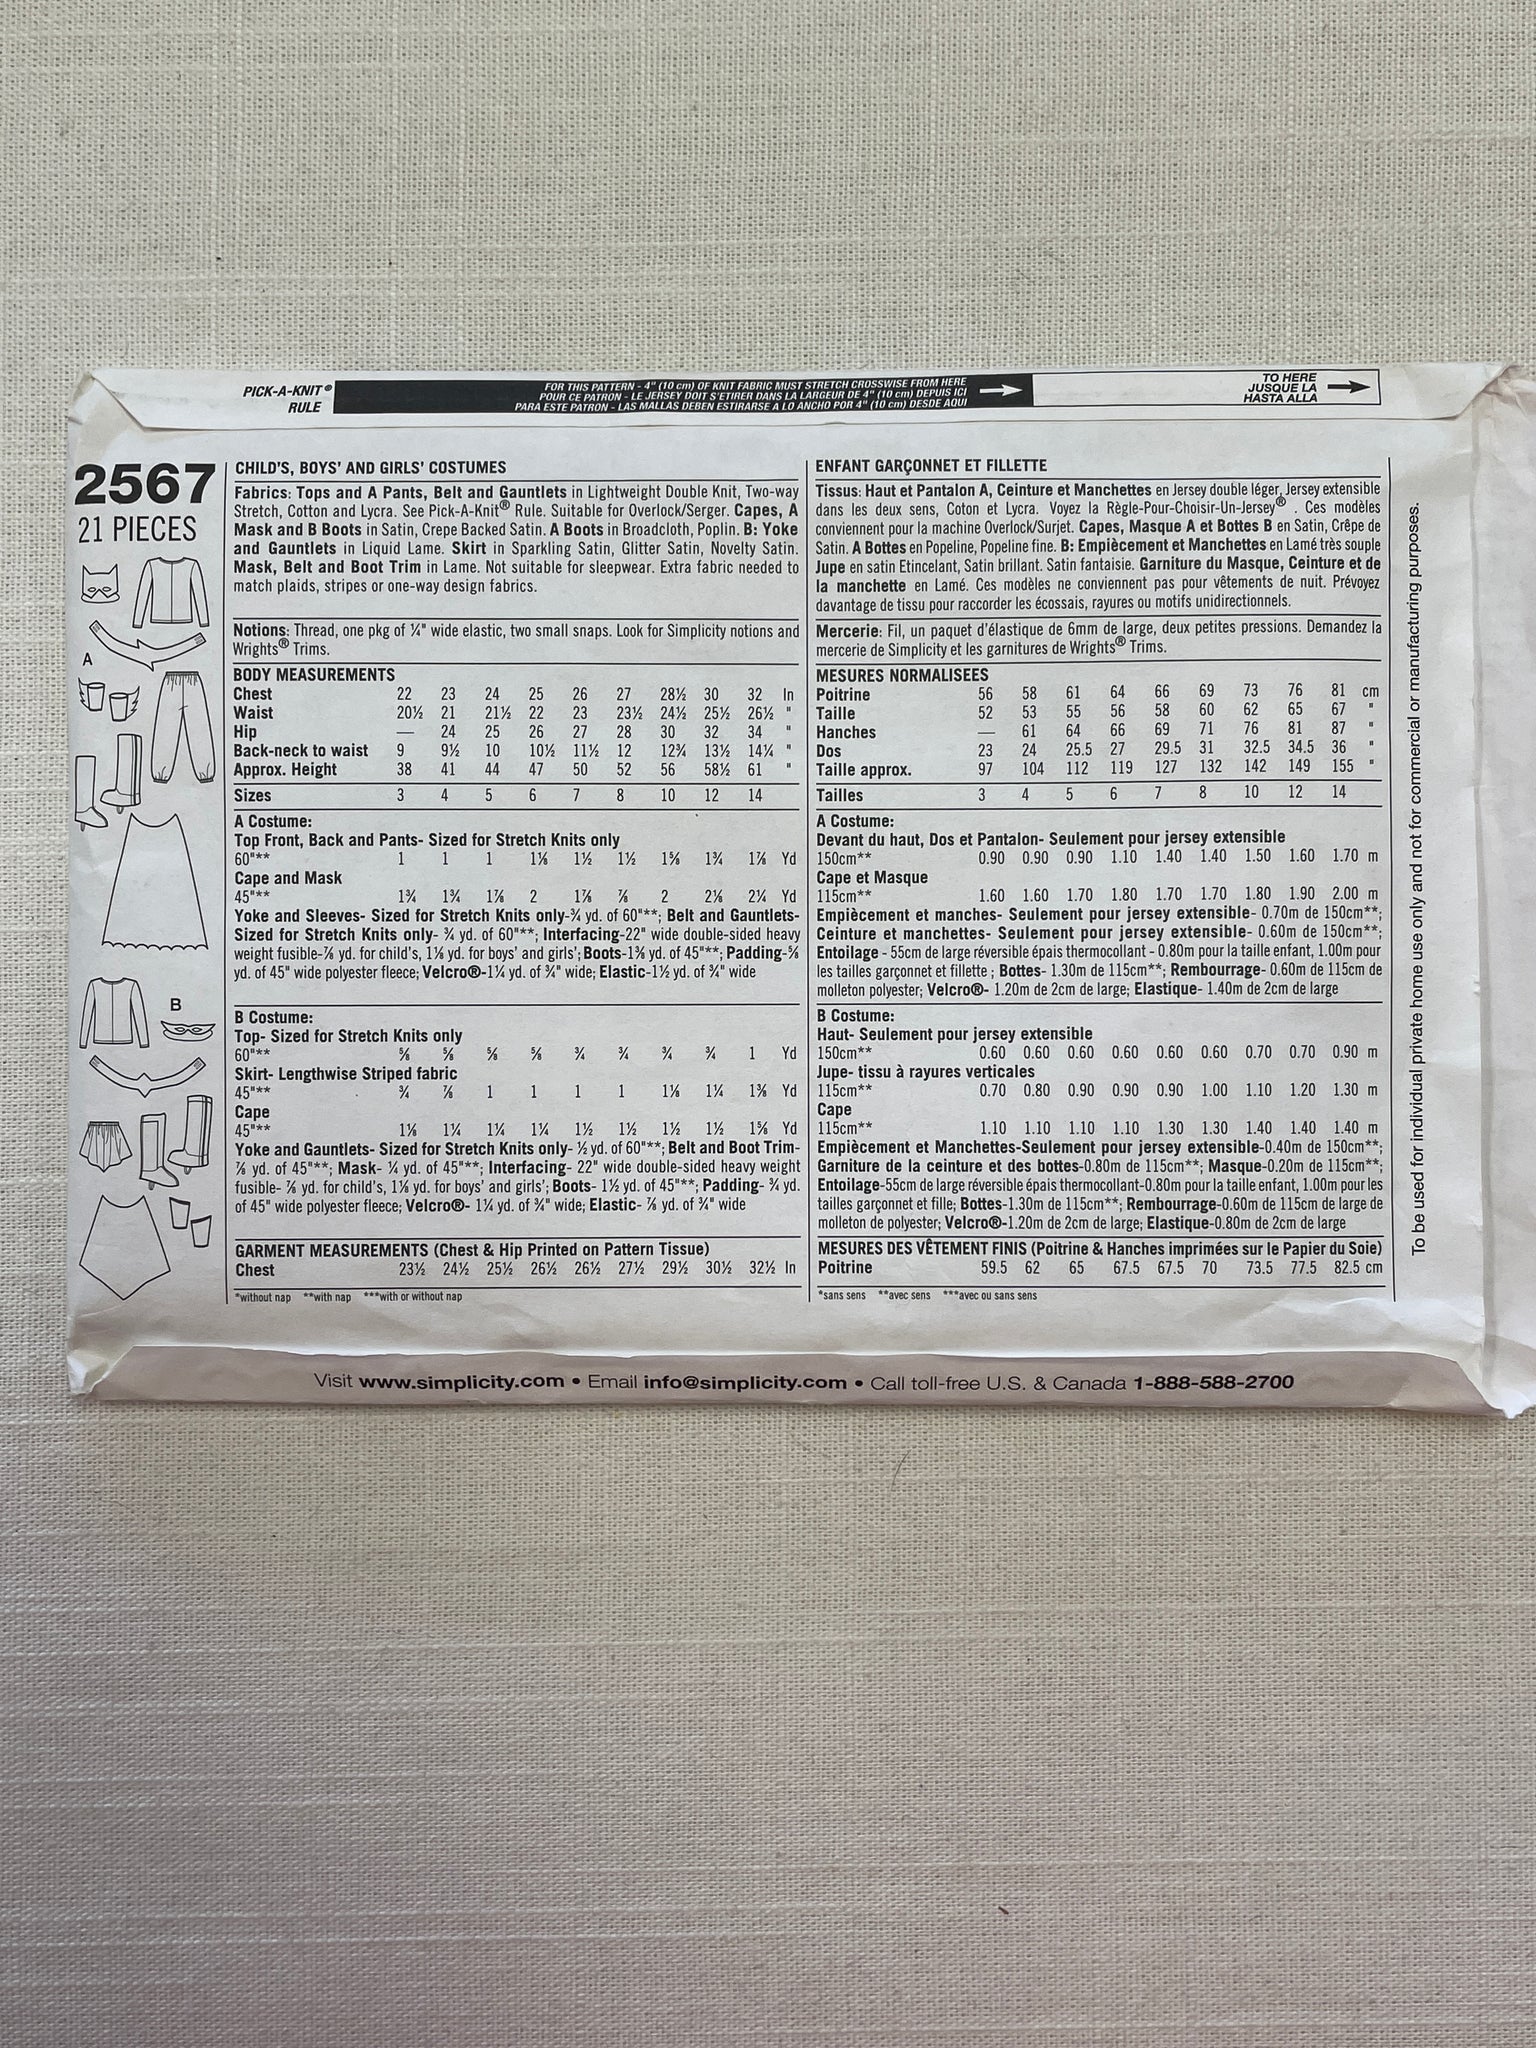 PICK-A-KNIT®
RULE
FOR THIS PATTERN - 4" (10 cm) OF KNIT FABRIC MUST STRETCH CROSSWISE FROM HERE
POUR CE PATRON - LE JERSEY DOIT S'ETIRER DANS LA LARGEUR DE 4" (10 cm) DEPUIS ICI
PARA ESTE PATRON - LAS MALLAS DEBEN ESTIRARSE A LO ANCHO POR 4" (10 cm) DESDE AQUI
TO HERE
JUSQUE LA
HASTA ALLA
2567
21 PIECES
A
B
CHILD'S, BOYS' AND GIRLS' COSTUMES
Fabrics: Tops and A Pants, Belt and Gauntlets in Lightweight Double Knit, Two-way
Stretch, Cotton and Lycra. See Pick-A-Knit® Rule. Suitable for Overlock/Serger. Capes, A
Mask and B Boots in Satin, Crepe Backed Satin. A Boots in Broadcloth, Poplin. B: Yoke
and Gauntlets in Liquid Lame. Skirt in Sparkling Satin, Glitter Satin, Novelty Satin.
Mask, Belt and Boot Trim in Lame. Not suitable for sleepwear. Extra fabric needed to
match plaids, stripes or one-way design fabrics.
Notions: Thread, one pkg of ¼" wide elastic, two small snaps. Look for Simplicity notions and
Wrights® Trims.
BODY MEASUREMENTS
Chest 22 23 24 25 26 27 28½ 30 32 In
Waist 20½ 21 21½ 22 23 23½ 24½ 25½ 26½ "
Hip — 24 25 26 27 28 30 32 34 "
Back-neck to waist 9 9½ 10 10½ 11½ 12 12¾ 13½ 14¼ "
Approx. Height 38 41 44 47 50 52 56 58½ 61 "
Sizes 3 4 5 6 7 8 10 12 14
A Costume:
Top Front, Back and Pants- Sized for Stretch Knits only
60"** 1 1 1 1⅛ 1½ 1½ 1⅝ 1¾ 1⅞ Yd
Cape and Mask
45"** 1¾ 1¾ 1⅞ 2 1⅞ ⅞ 2 2⅛ 2¼ Yd
Yoke and Sleeves- Sized for Stretch Knits only-¾ yd. of 60"**; Belt and Gauntlets-
Sized for Stretch Knits only- ¾ yd. of 60"**; Interfacing-22" wide double-sided heavy
weight fusible-⅞ yd. for child's, 1⅛ yd. for boys' and girls'; Boots-1⅜ yd. of 45"**; Padding-⅝
yd. of 45" wide polyester fleece; Velcro®-1¼ yd. of ¾" wide; Elastic-1½ yd. of ¾" wide
B Costume:
Top- Sized for Stretch Knits only
60"** ⅝ ⅝ ⅝ ⅝ ¾ ¾ ¾ ¾ 1 Yd
Skirt- Lengthwise Striped fabric
45"** ¾ ⅞ 1 1 1 1 1⅛ 1¼ 1⅜ Yd
Cape
45"** 1⅛ 1¼ 1¼ 1¼ 1½ 1½ 1½ 1½ 1⅝ Yd
Yoke and Gauntlets- Sized for Stretch Knits only- ½ yd. of 60"**; Belt and Boot Trim-
⅞ yd. of 45"**; Mask- ¼ yd. of 45"**; Interfacing- 22" wide double-sided heavy weight
fusible- ⅞ yd. for child's, 1⅛ yd. for boys' and girls'; Boots- 1½ yd. of 45"**; Padding- ¾ yd.
of 45" wide polyester fleece; Velcro®- 1¼ yd. of ¾" wide; Elastic- ⅞ yd. of ¾" wide
GARMENT MEASUREMENTS (Chest & Hip Printed on Pattern Tissue)
Chest 23½ 24½ 25½ 26½ 26½ 27½ 29½ 30½ 32½ In
*without nap **with nap ***with or without nap
ENFANT GARÇONNET ET FILLETTE
Tissus: Haut et Pantalon A, Ceinture et Manchettes en Jersey double léger, Jersey extensible
dans les deux sens, Coton et Lycra. Voyez la Règle-Pour-Choisir-Un-Jersey® . Ces modèles
conviennent pour la machine Overlock/Surjet. Capes, Masque A et Bottes B en Satin, Crêpe de
Satin. A Bottes en Popeline, Popeline fine. B: Empiècement et Manchettes en Lamé très souple
Jupe en satin Etincelant, Satin brillant. Satin fantaisie. Garniture du Masque, Ceinture et de
la manchette en Lamé. Ces modèles ne conviennent pas pour vêtements de nuit. Prévoyez
davantage de tissu pour raccorder les écossais, rayures ou motifs unidirectionnels.
Mercerie: Fil, un paquet d'élastique de 6mm de large, deux petites pressions. Demandez la
mercerie de Simplicity et les garnitures de Wrights® Trims.
MESURES NORMALISEES
Poitrine 56 58 61 64 66 69 73 76 81 cm
Taille 52 53 55 56 58 60 62 65 67 "
Hanches — 61 64 66 69 71 76 81 87 "
Dos 23 24 25.5 27 29.5 31 32.5 34.5 36 "
Taille approx. 97 104 112 119 127 132 142 149 155 "
Tailles 3 4 5 6 7 8 10 12 14
A Costume:
Devant du haut, Dos et Pantalon- Seulement pour jersey extensible
150cm** 0.90 0.90 0.90 1.10 1.40 1.40 1.50 1.60 1.70 m
Cape et Masque
115cm** 1.60 1.60 1.70 1.80 1.70 1.70 1.80 1.90 2.00 m
Empiècement et manches- Seulement pour jersey extensible- 0.70m de 150cm**;
Ceinture et manchettes- Seulement pour jersey extensible- 0.60m de 150cm**;
Entoilage - 55cm de large réversible épais thermocollant - 0.80m pour la taille enfant, 1.00m pour
les tailles garçonnet et fillette ; Bottes- 1.30m de 115cm**; Rembourrage- 0.60m de 115cm de
molleton polyester; Velcro®- 1.20m de 2cm de large; Elastique- 1.40m de 2cm de large
B Costume:
Haut- Seulement pour jersey extensible
150cm** 0.60 0.60 0.60 0.60 0.60 0.60 0.70 0.70 0.90 m
Jupe- tissu à rayures verticales
115cm** 0.70 0.80 0.90 0.90 0.90 1.00 1.10 1.20 1.30 m
Cape
115cm** 1.10 1.10 1.10 1.10 1.30 1.30 1.40 1.40 1.40 m
Empiècement et Manchettes-Seulement pour jersey extensible-0.40m de 150cm**;
Garniture de la ceinture et des bottes-0.80m de 115cm**; Masque-0.20m de 115cm**;
Entoilage-55cm de large réversible épais thermocollant-0.80m pour la taille enfant, 1.00m pour les
tailles garçonnet et fille; Bottes-1.30m de 115cm**; Rembourrage-0.60m de 115cm de large de
molleton de polyester; Velcro®-1.20m de 2cm de large; Elastique-0.80m de 2cm de large
MESURES DES VÊTEMENT FINIS (Poitrine & Hanches imprimées sur le Papier du Soie)
Poitrine 59.5 62 65 67.5 67.5 70 73.5 77.5 82.5 cm
*sans sens **avec sens ***avec ou sans sens
To be used for individual private home use only and not for commercial or manufacturing purposes.
Visit www.simplicity.com • Email info@simplicity.com • Call toll-free U.S. & Canada 1-888-588-2700